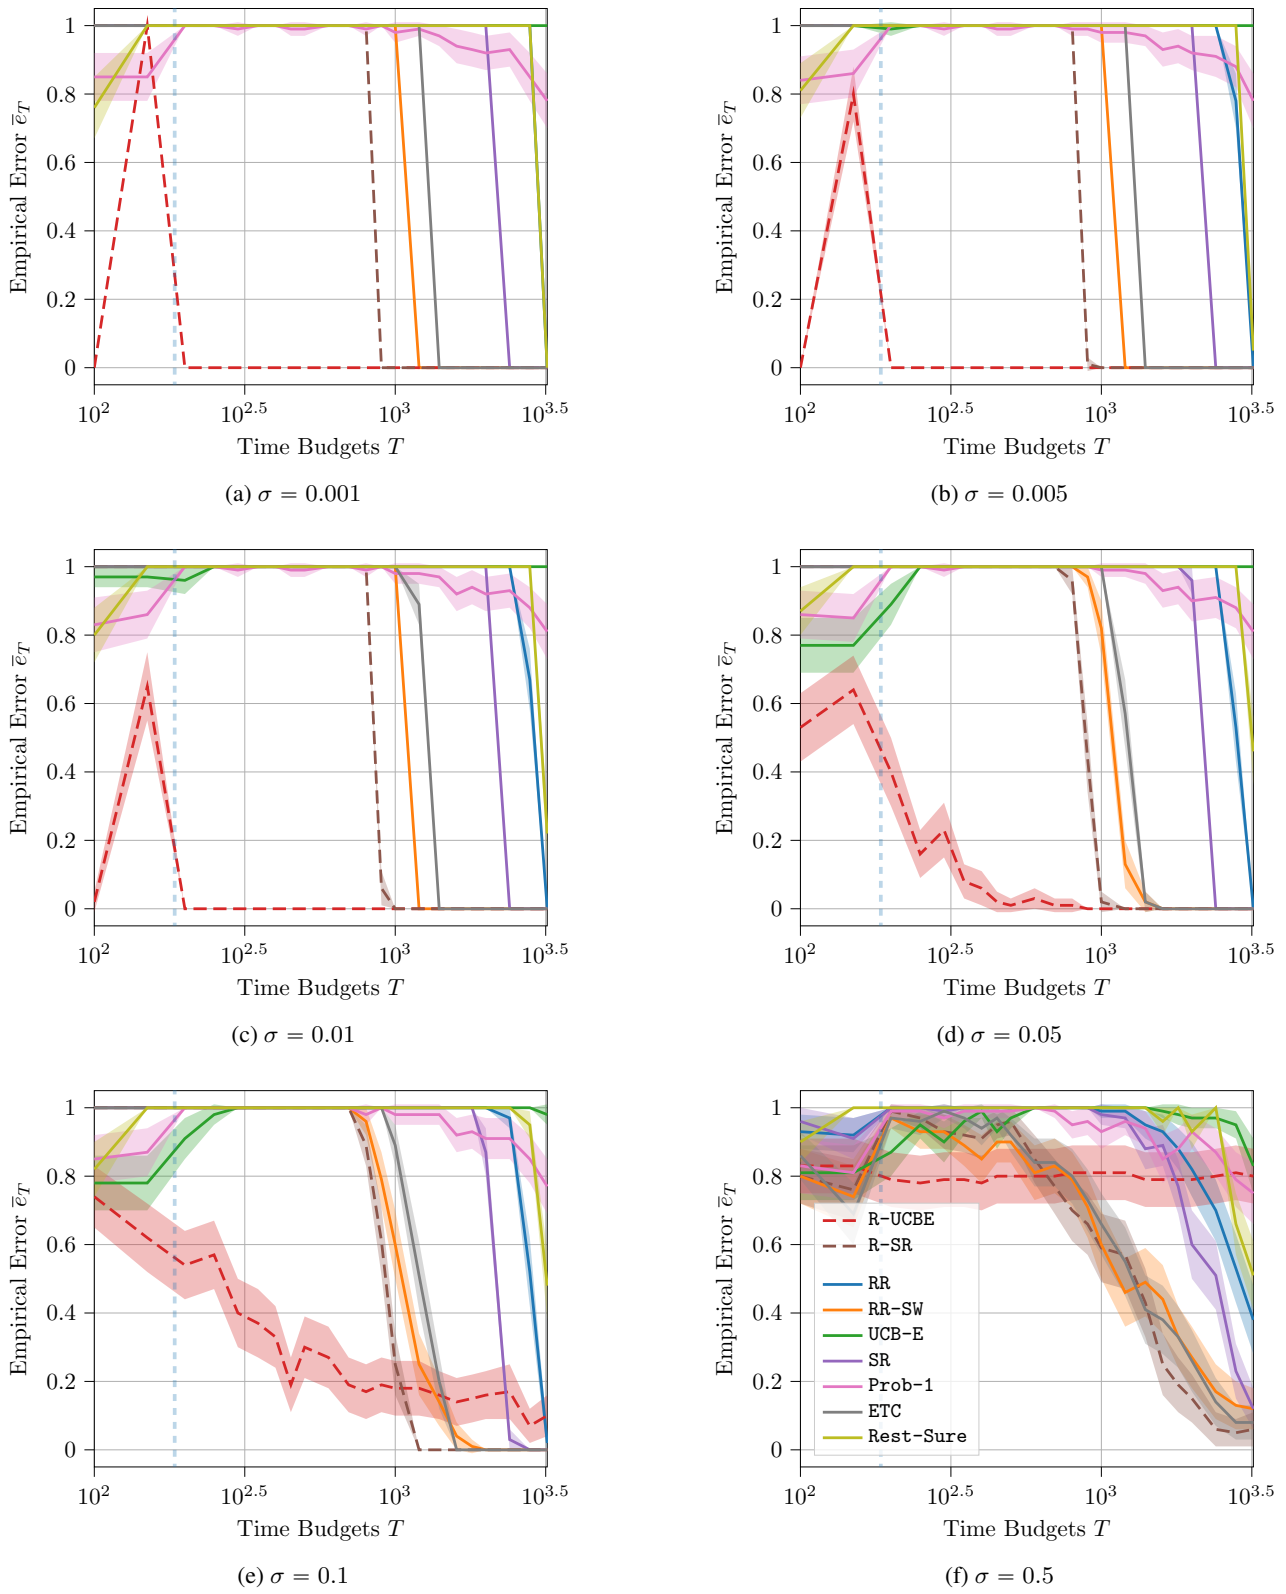 Empirical Error e̅_T
1
0.8
0.6
0.4
0.2
0
10^2
10^2.5
10^3
10^3.5
Time Budgets T
(a) σ = 0.001
Empirical Error e̅_T
1
0.8
0.6
0.4
0.2
0
10^2
10^2.5
10^3
10^3.5
Time Budgets T
(b) σ = 0.005
Empirical Error e̅_T
1
0.8
0.6
0.4
0.2
0
10^2
10^2.5
10^3
10^3.5
Time Budgets T
(c) σ = 0.01
Empirical Error e̅_T
1
0.8
0.6
0.4
0.2
0
10^2
10^2.5
10^3
10^3.5
Time Budgets T
(d) σ = 0.05
Empirical Error e̅_T
1
0.8
0.6
0.4
0.2
0
10^2
10^2.5
10^3
10^3.5
Time Budgets T
(e) σ = 0.1
Empirical Error e̅_T
1
0.8
0.6
0.4
0.2
0
R-UCBE
R-SR
RR
RR-SW
UCB-E
SR
Prob-1
ETC
Rest-Sure
10^2
10^2.5
10^3
10^3.5
Time Budgets T
(f) σ = 0.5